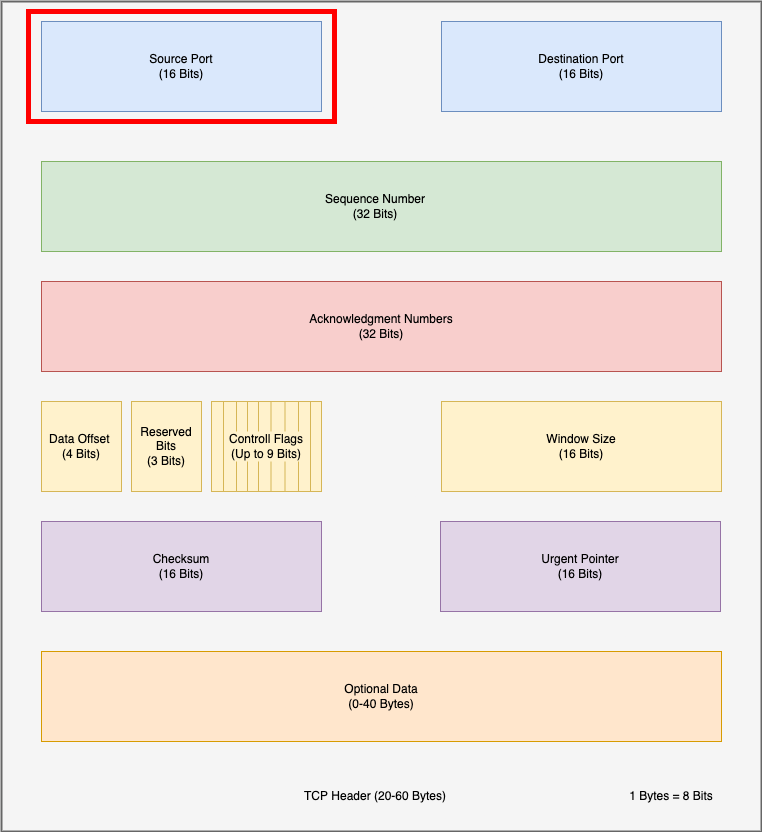 Source Port
(16 Bits)
Destination Port
(16 Bits)
Sequence Number
(32 Bits)
Acknowledgment Numbers
(32 Bits)
Data Offset
(4 Bits)
Reserved
Bits
(3 Bits)
Controll Flags
(Up to 9 Bits)
Window Size
(16 Bits)
Checksum
(16 Bits)
Urgent Pointer
(16 Bits)
Optional Data
(0-40 Bytes)
TCP Header (20-60 Bytes)
1 Bytes = 8 Bits